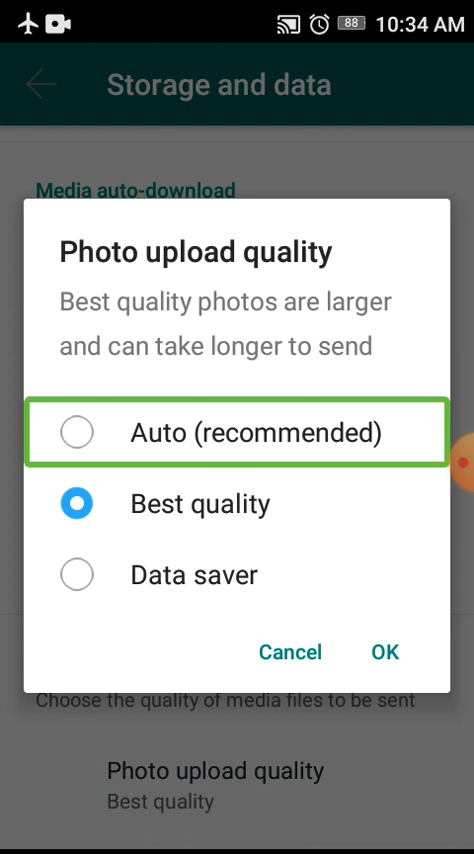 88 10:34 AM
Storage and data
Media auto-download
Photo upload quality
Best quality photos are larger
and can take longer to send
Auto (recommended)
Best quality
Data saver
Cancel OK
Choose the quality of media files to be sent
Photo upload quality
Best quality